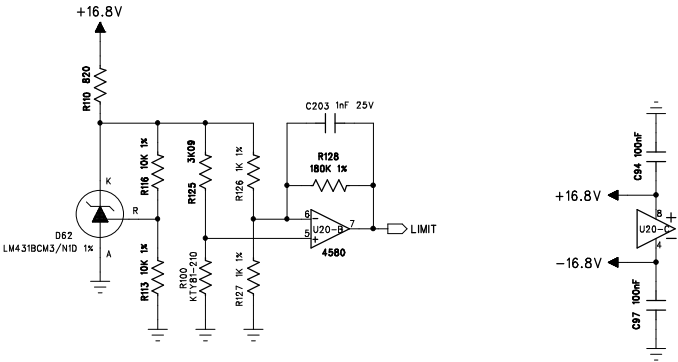 +16.8V
R110 820
C203 1nF 25V
R116 10K 1%
3K09
R125
R126 1K 1%
R128
180K 1%
K
R
A
D62
LM431BCM3/N1D 1%
6
5
7
-
+
U20-B
4580
LIMIT
R113 10K 1%
R100
KTY81-210
R127 1K 1%
C94 100nF
+16.8V
8
+
U20-C
-
4
-16.8V
C97 100nF